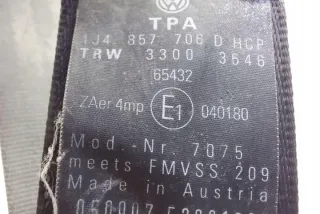 TPA
1J4 857 706 D HCP
TRW 3300 3646
65432
ZAer 4mp E1 040180
Mod.-Nr. 7075
meets FMVSS 209
Made in Austria